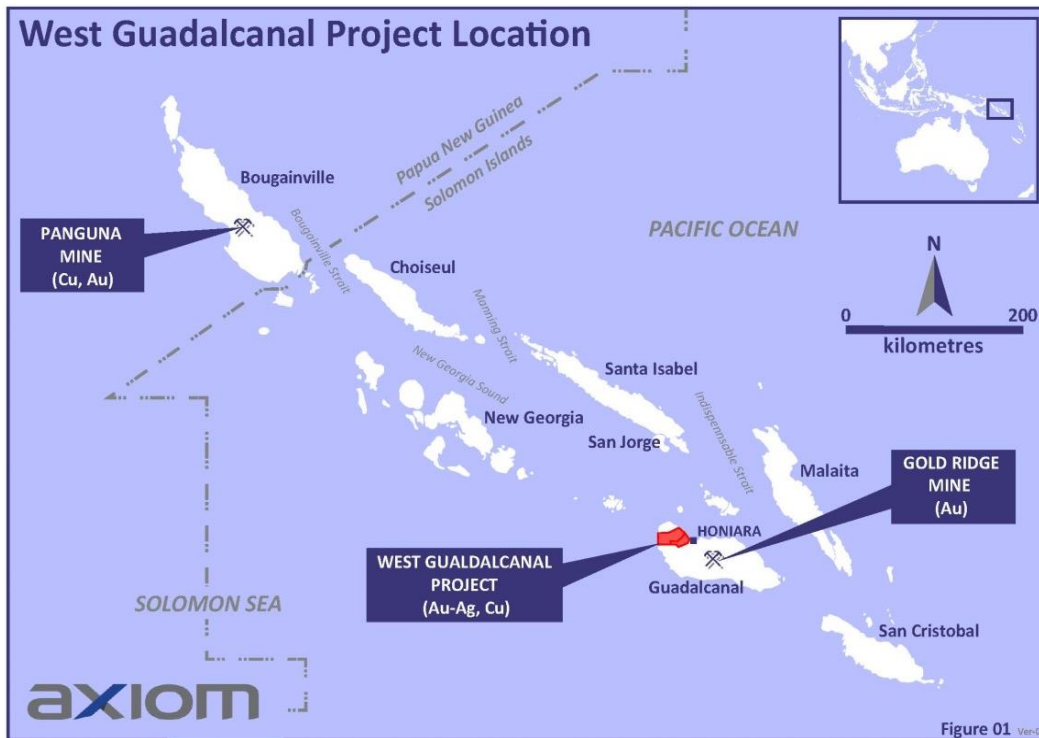 West Guadalcanal Project Location
Papua New Guinea
Solomon Islands
Bougainville
PANGUNA
MINE
(Cu, Au)
Bougainville Strait
PACIFIC OCEAN
N
Choiseul
Manning Strait
0 200
kilometres
New Georgia Sound
Santa Isabel
New Georgia
Indispennsable Strait
San Jorge
Malaita
GOLD RIDGE
MINE
(Au)
HONIARA
WEST GUALDALCANAL
PROJECT
(Au-Ag, Cu)
Guadalcanal
SOLOMON SEA
San Cristobal
axiom
Figure 01